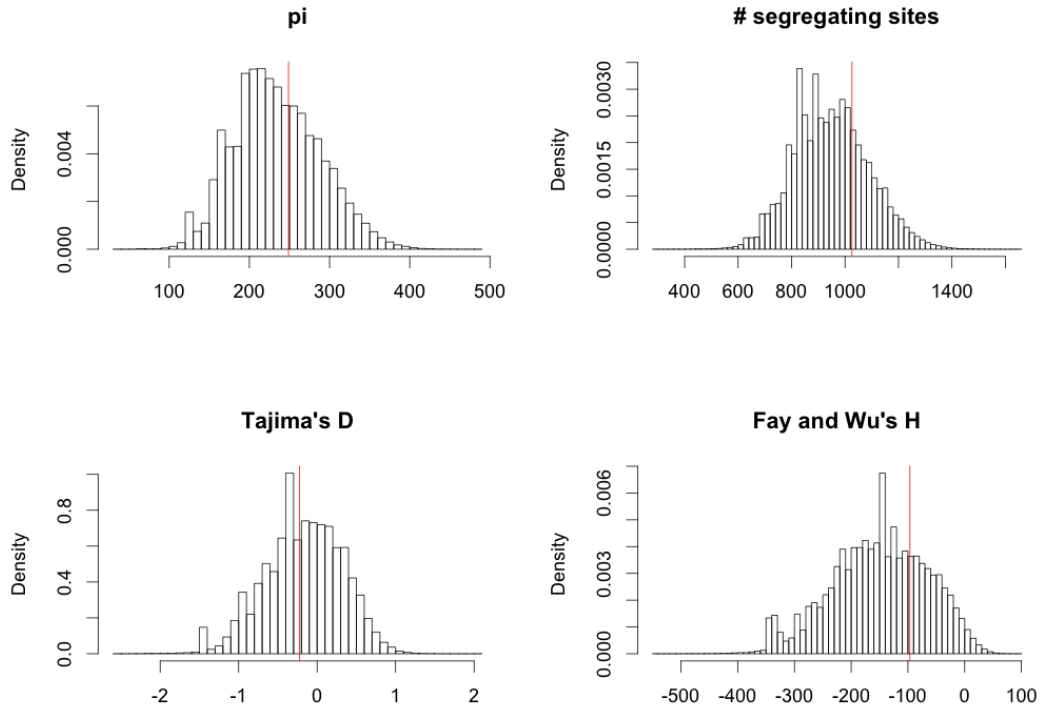 pi
Density
0.000 0.004
100 200 300 400 500
# segregating sites
Density
0.0000 0.0015 0.0030
400 600 800 1000 1400
Tajima's D
Density
0.0 0.4 0.8
-2 -1 0 1 2
Fay and Wu's H
Density
0.000 0.003 0.006
-500 -400 -300 -200 -100 0 100